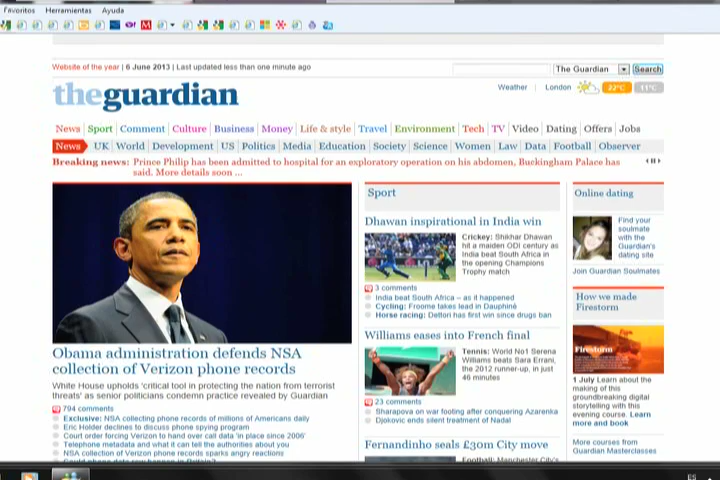 Favoritos Herramientas Ayuda
Website of the year | 6 June 2013 | Last updated less than one minute ago
The Guardian Search
theguardian
Weather London 22°C 11°C
News Sport Comment Culture Business Money Life & style Travel Environment Tech TV Video Dating Offers Jobs
News UK World Development US Politics Media Education Society Science Women Law Data Football Observer
Breaking news: Prince Philip has been admitted to hospital for an exploratory operation on his abdomen, Buckingham Palace has
said. More details soon ...
Obama administration defends NSA
collection of Verizon phone records
White House upholds 'critical tool in protecting the nation from terrorist
threats' as senior politicians condemn practice revealed by Guardian
794 comments
Exclusive: NSA collecting phone records of millions of Americans daily
Eric Holder declines to discuss phone spying program
Court order forcing Verizon to hand over call data 'in place since 2006'
Telephone metadata and what it can tell the authorities about you
NSA collection of Verizon phone records sparks angry reactions
Sport
Dhawan inspirational in India win
Crickey: Shikhar Dhawan
hit a maiden ODI century as
India beat South Africa in
the opening Champions
Trophy match
3 comments
India beat South Africa – as it happened
Cycling: Froome takes lead in Dauphiné
Horse racing: Dettori has first win since drugs ban
Williams eases into French final
Tennis: World No1 Serena
Williams beats Sara Errani,
the 2012 runner-up, in just
46 minutes
23 comments
Sharapova on war footing after conquering Azarenka
Djokovic ends silent treatment of Nadal
Fernandinho seals £30m City move
Football: Manchester City's
Online dating
Find your
soulmate
with the
Guardian's
dating site
Join Guardian Soulmates
How we made
Firestorm
Firestorm
1 July Learn about the
making of this
groundbreaking digital
storytelling with this
evening course. Learn
more and book
More courses from
Guardian Masterclasses
ES